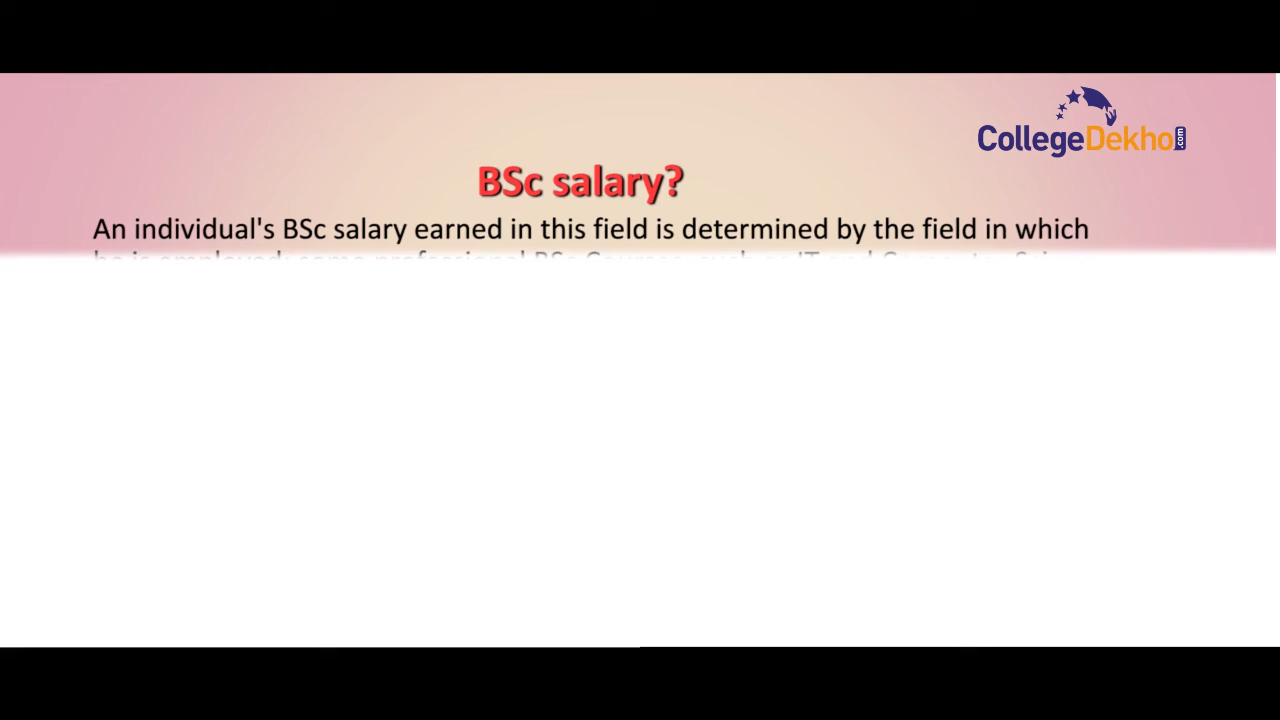 CollegeDekho.com
BSc salary?
An individual's BSc salary earned in this field is determined by the field in which